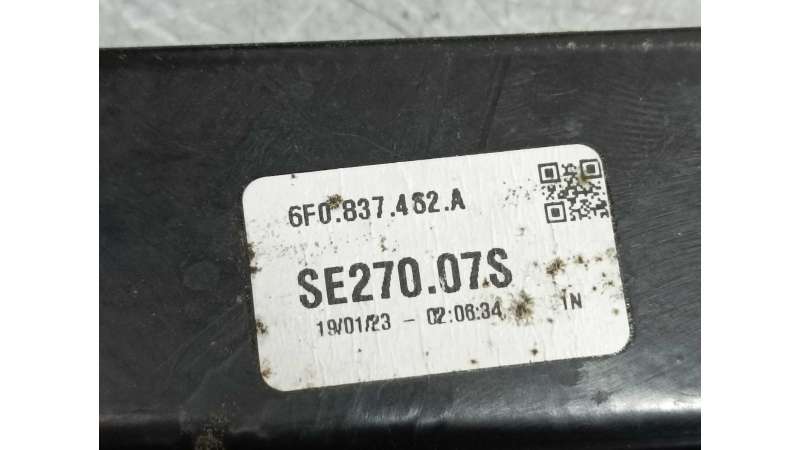 6F0.837.462.A
SE270.07S
19/01/23 - 02:06:34 IN